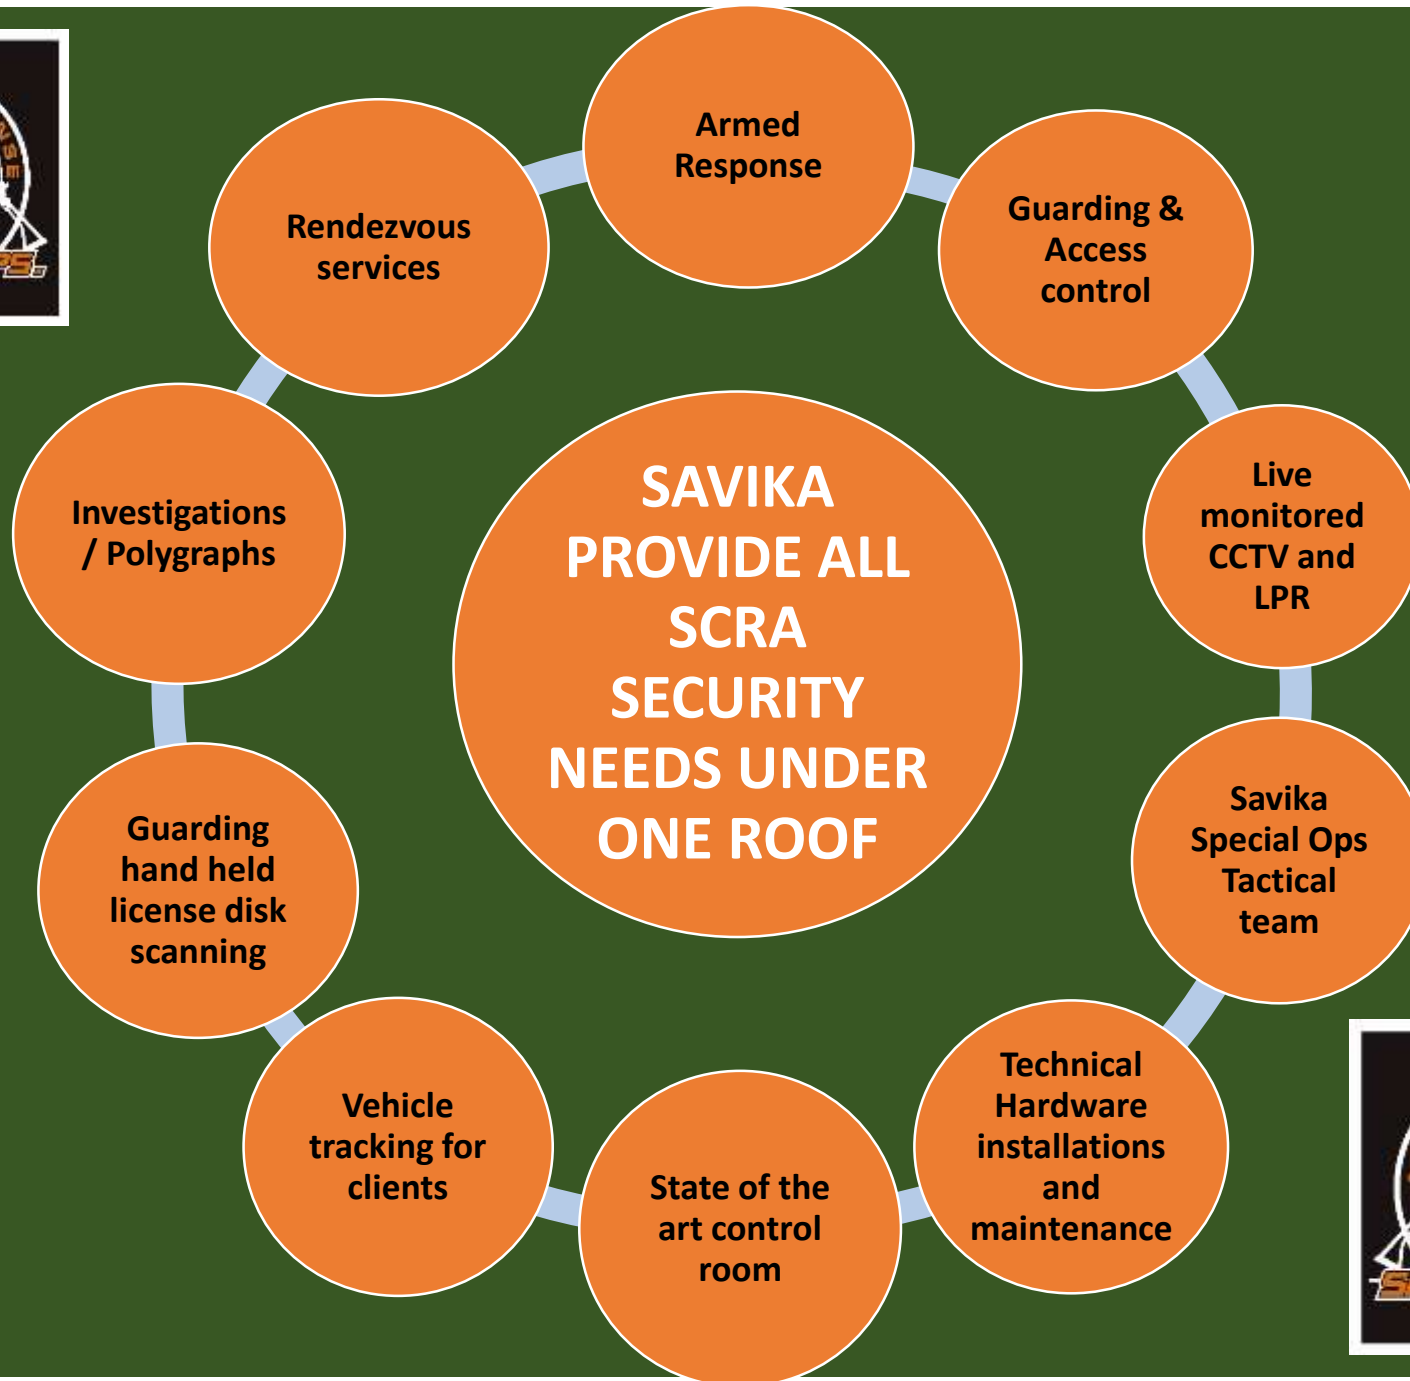 SAVIKA
PROVIDE ALL
SCRA
SECURITY
NEEDS UNDER
ONE ROOF
Armed
Response
Guarding &
Access
control
Live
monitored
CCTV and
LPR
Savika
Special Ops
Tactical
team
Technical
Hardware
installations
and
maintenance
State of the
art control
room
Vehicle
tracking for
clients
Guarding
hand held
license disk
scanning
Investigations
/ Polygraphs
Rendezvous
services